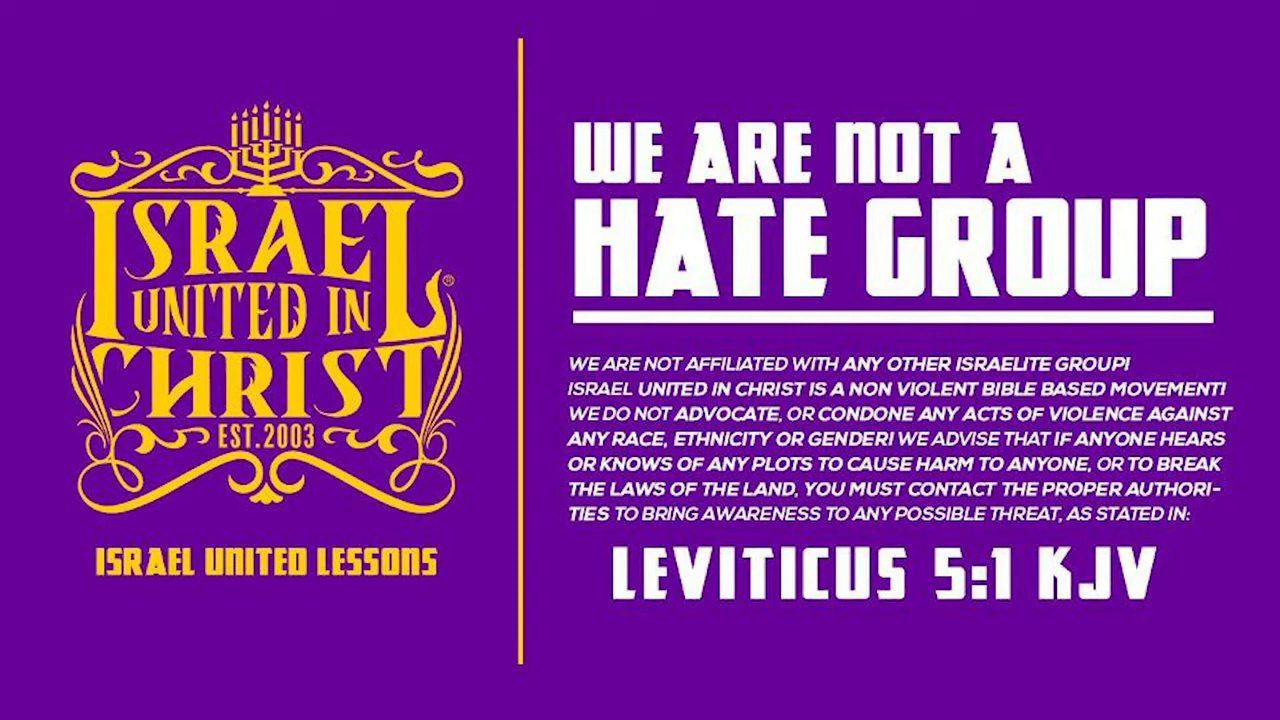 ISRAEL
UNITED IN
CHRIST
EST. 2003
ISRAEL UNITED LESSONS
WE ARE NOT A
HATE GROUP
WE ARE NOT AFFILIATED WITH ANY OTHER ISRAELITE GROUP!
ISRAEL UNITED IN CHRIST IS A NON VIOLENT BIBLE BASED MOVEMENT!
WE DO NOT ADVOCATE, OR CONDONE ANY ACTS OF VIOLENCE AGAINST
ANY RACE, ETHNICITY OR GENDER! WE ADVISE THAT IF ANYONE HEARS
OR KNOWS OF ANY PLOTS TO CAUSE HARM TO ANYONE, OR TO BREAK
THE LAWS OF THE LAND, YOU MUST CONTACT THE PROPER AUTHORI-
TIES TO BRING AWARENESS TO ANY POSSIBLE THREAT, AS STATED IN:
LEVITICUS 5:1 KJV